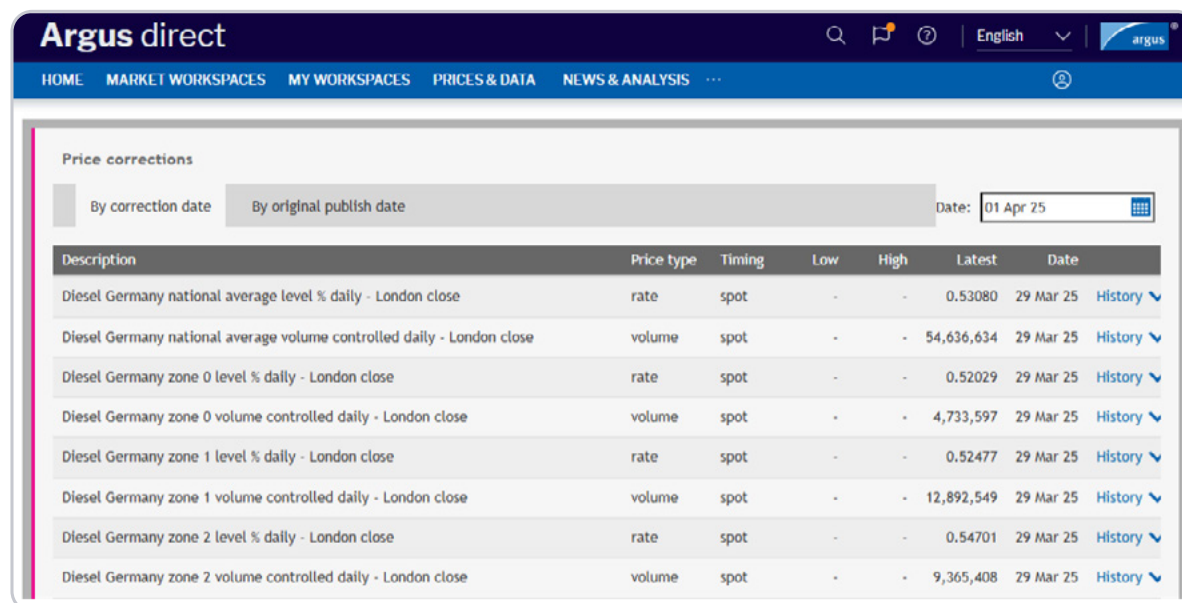 Argus direct
English
argus
HOME MARKET WORKSPACES MY WORKSPACES PRICES & DATA NEWS & ANALYSIS ...
Price corrections
By correction date By original publish date Date: 01 Apr 25
Description Price type Timing Low High Latest Date
Diesel Germany national average level % daily - London close rate spot - - 0.53080 29 Mar 25 History
Diesel Germany national average volume controlled daily - London close volume spot - - 54,636,634 29 Mar 25 History
Diesel Germany zone 0 level % daily - London close rate spot - - 0.52029 29 Mar 25 History
Diesel Germany zone 0 volume controlled daily - London close volume spot - - 4,733,597 29 Mar 25 History
Diesel Germany zone 1 level % daily - London close rate spot - - 0.52477 29 Mar 25 History
Diesel Germany zone 1 volume controlled daily - London close volume spot - - 12,892,549 29 Mar 25 History
Diesel Germany zone 2 level % daily - London close rate spot - - 0.54701 29 Mar 25 History
Diesel Germany zone 2 volume controlled daily - London close volume spot - - 9,365,408 29 Mar 25 History